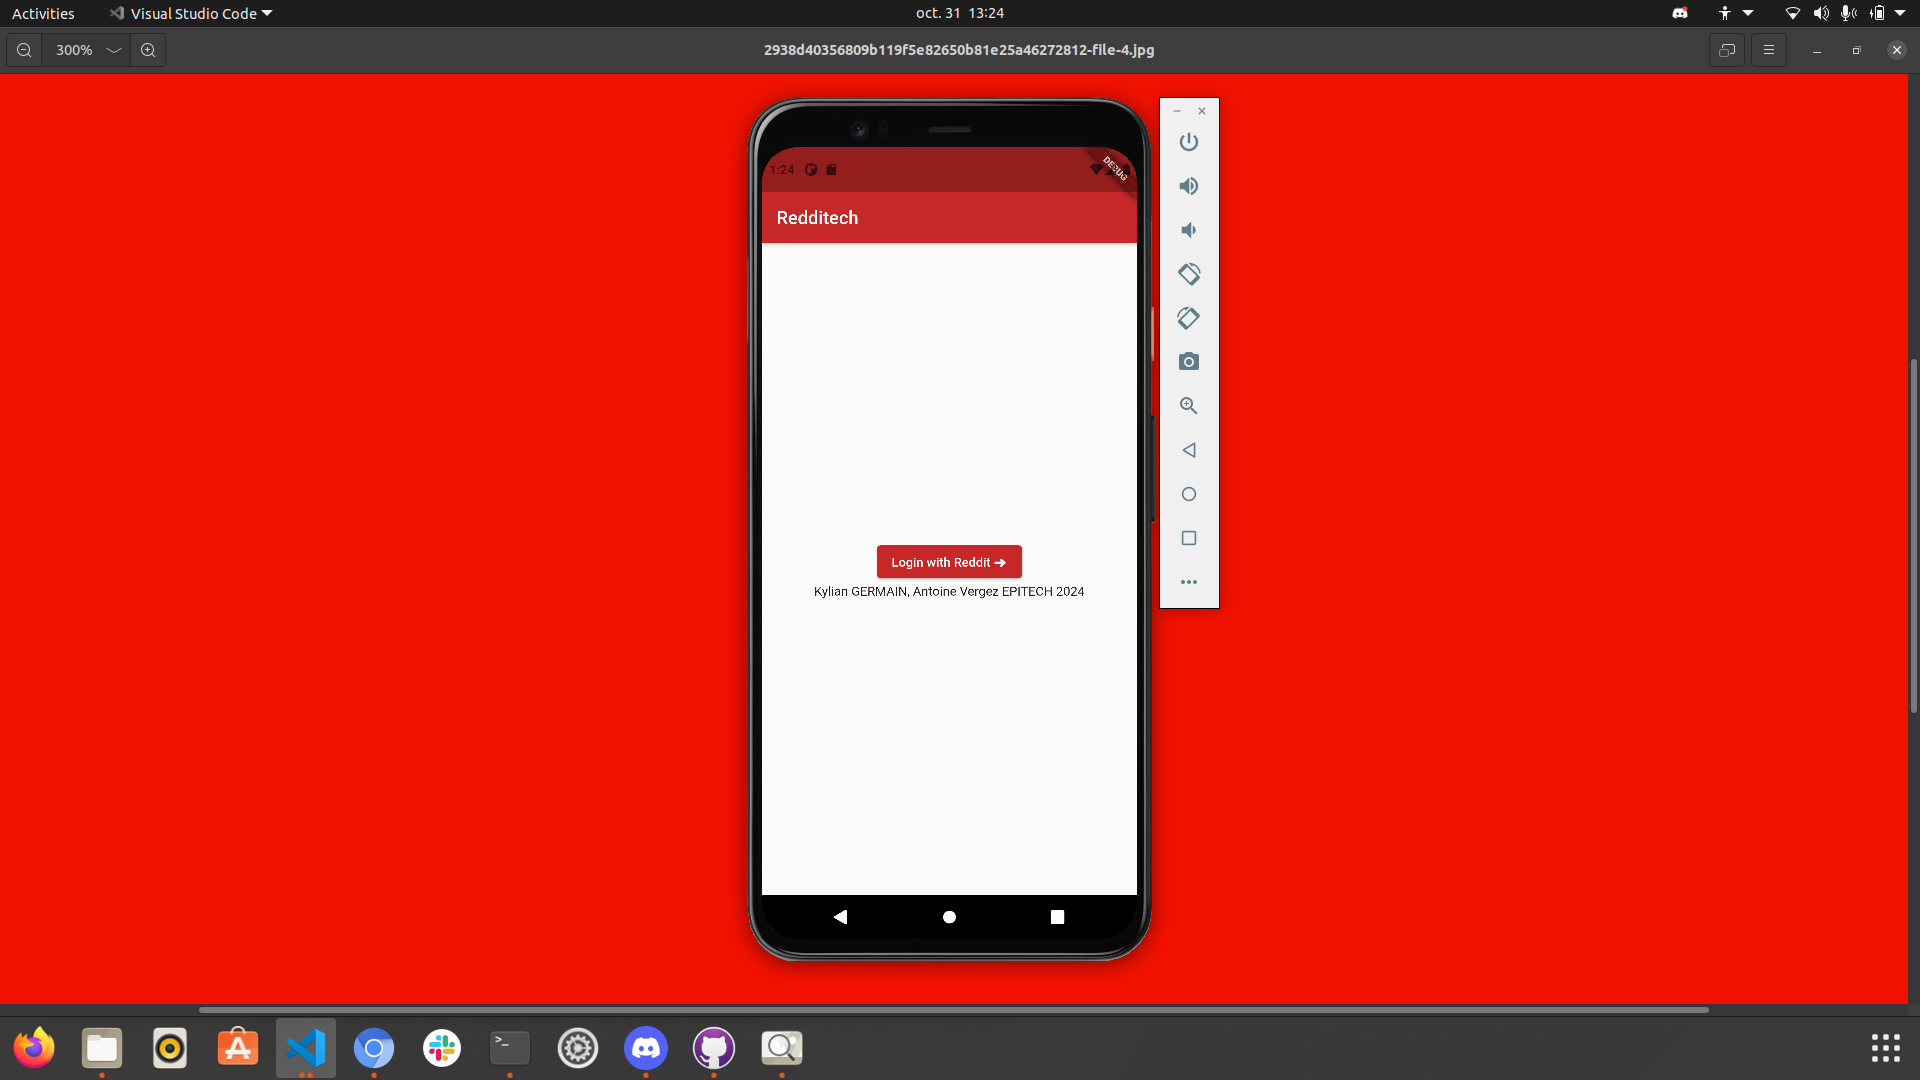 Activities
Visual Studio Code
oct. 31 13:24
300%
2938d40356809b119f5e82650b81e25a46272812-file-4.jpg
1:24
DEBUG
Redditech
Login with Reddit ➔
Kylian GERMAIN, Antoine Vergez EPITECH 2024